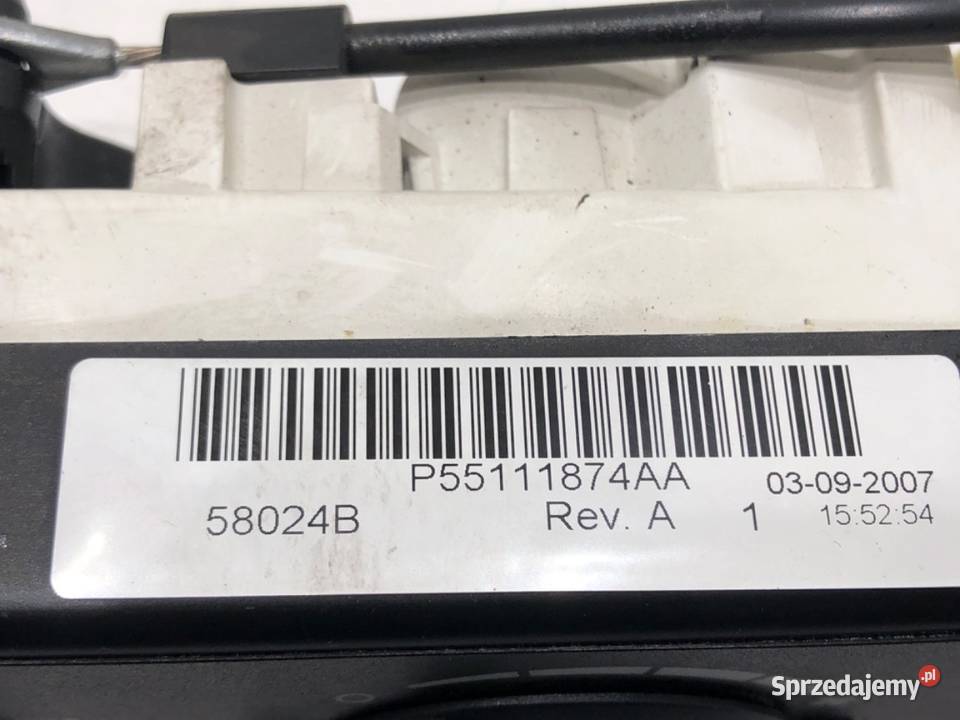 P55111874AA 03-09-2007
58024B Rev. A 1 15:52:54
Sprzedajemy.pl